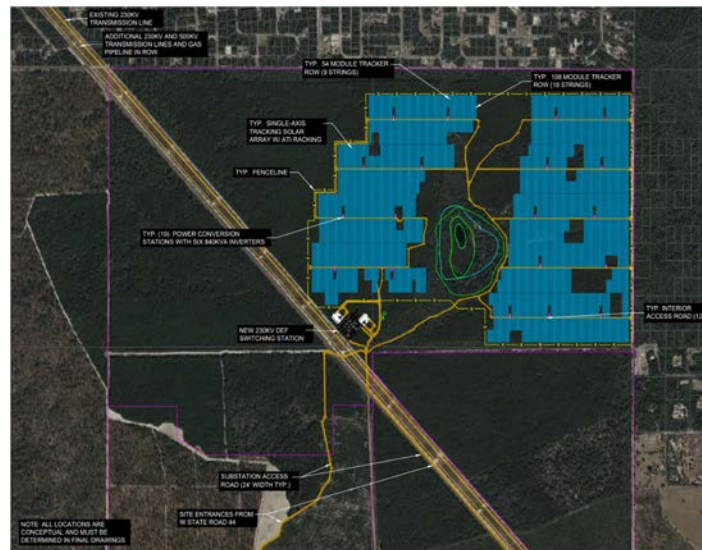 EXISTING 230KV
TRANSMISSION LINE
ADDITIONAL 230KV AND 500KV
TRANSMISSION LINES AND GAS
PIPELINE IN ROW
TYP. 54 MODULE TRACKER
ROW (9 STRINGS)
TYP. 108 MODULE TRACKER
ROW (18 STRINGS)
TYP. SINGLE-AXIS
TRACKING SOLAR
ARRAY W/ ATI RACKING
TYP. FENCELINE
TYP. (19) POWER CONVERSION
STATIONS WITH SIX 840KVA INVERTERS
TYP. INTERIOR
ACCESS ROAD (12
NEW 230KV DEF
SWITCHING STATION
SUBSTATION ACCESS
ROAD (24' WIDTH TYP.)
SITE ENTRANCES FROM
W STATE ROAD 44
NOTE: ALL LOCATIONS ARE
CONCEPTUAL AND MUST BE
DETERMINED IN FINAL DRAWINGS